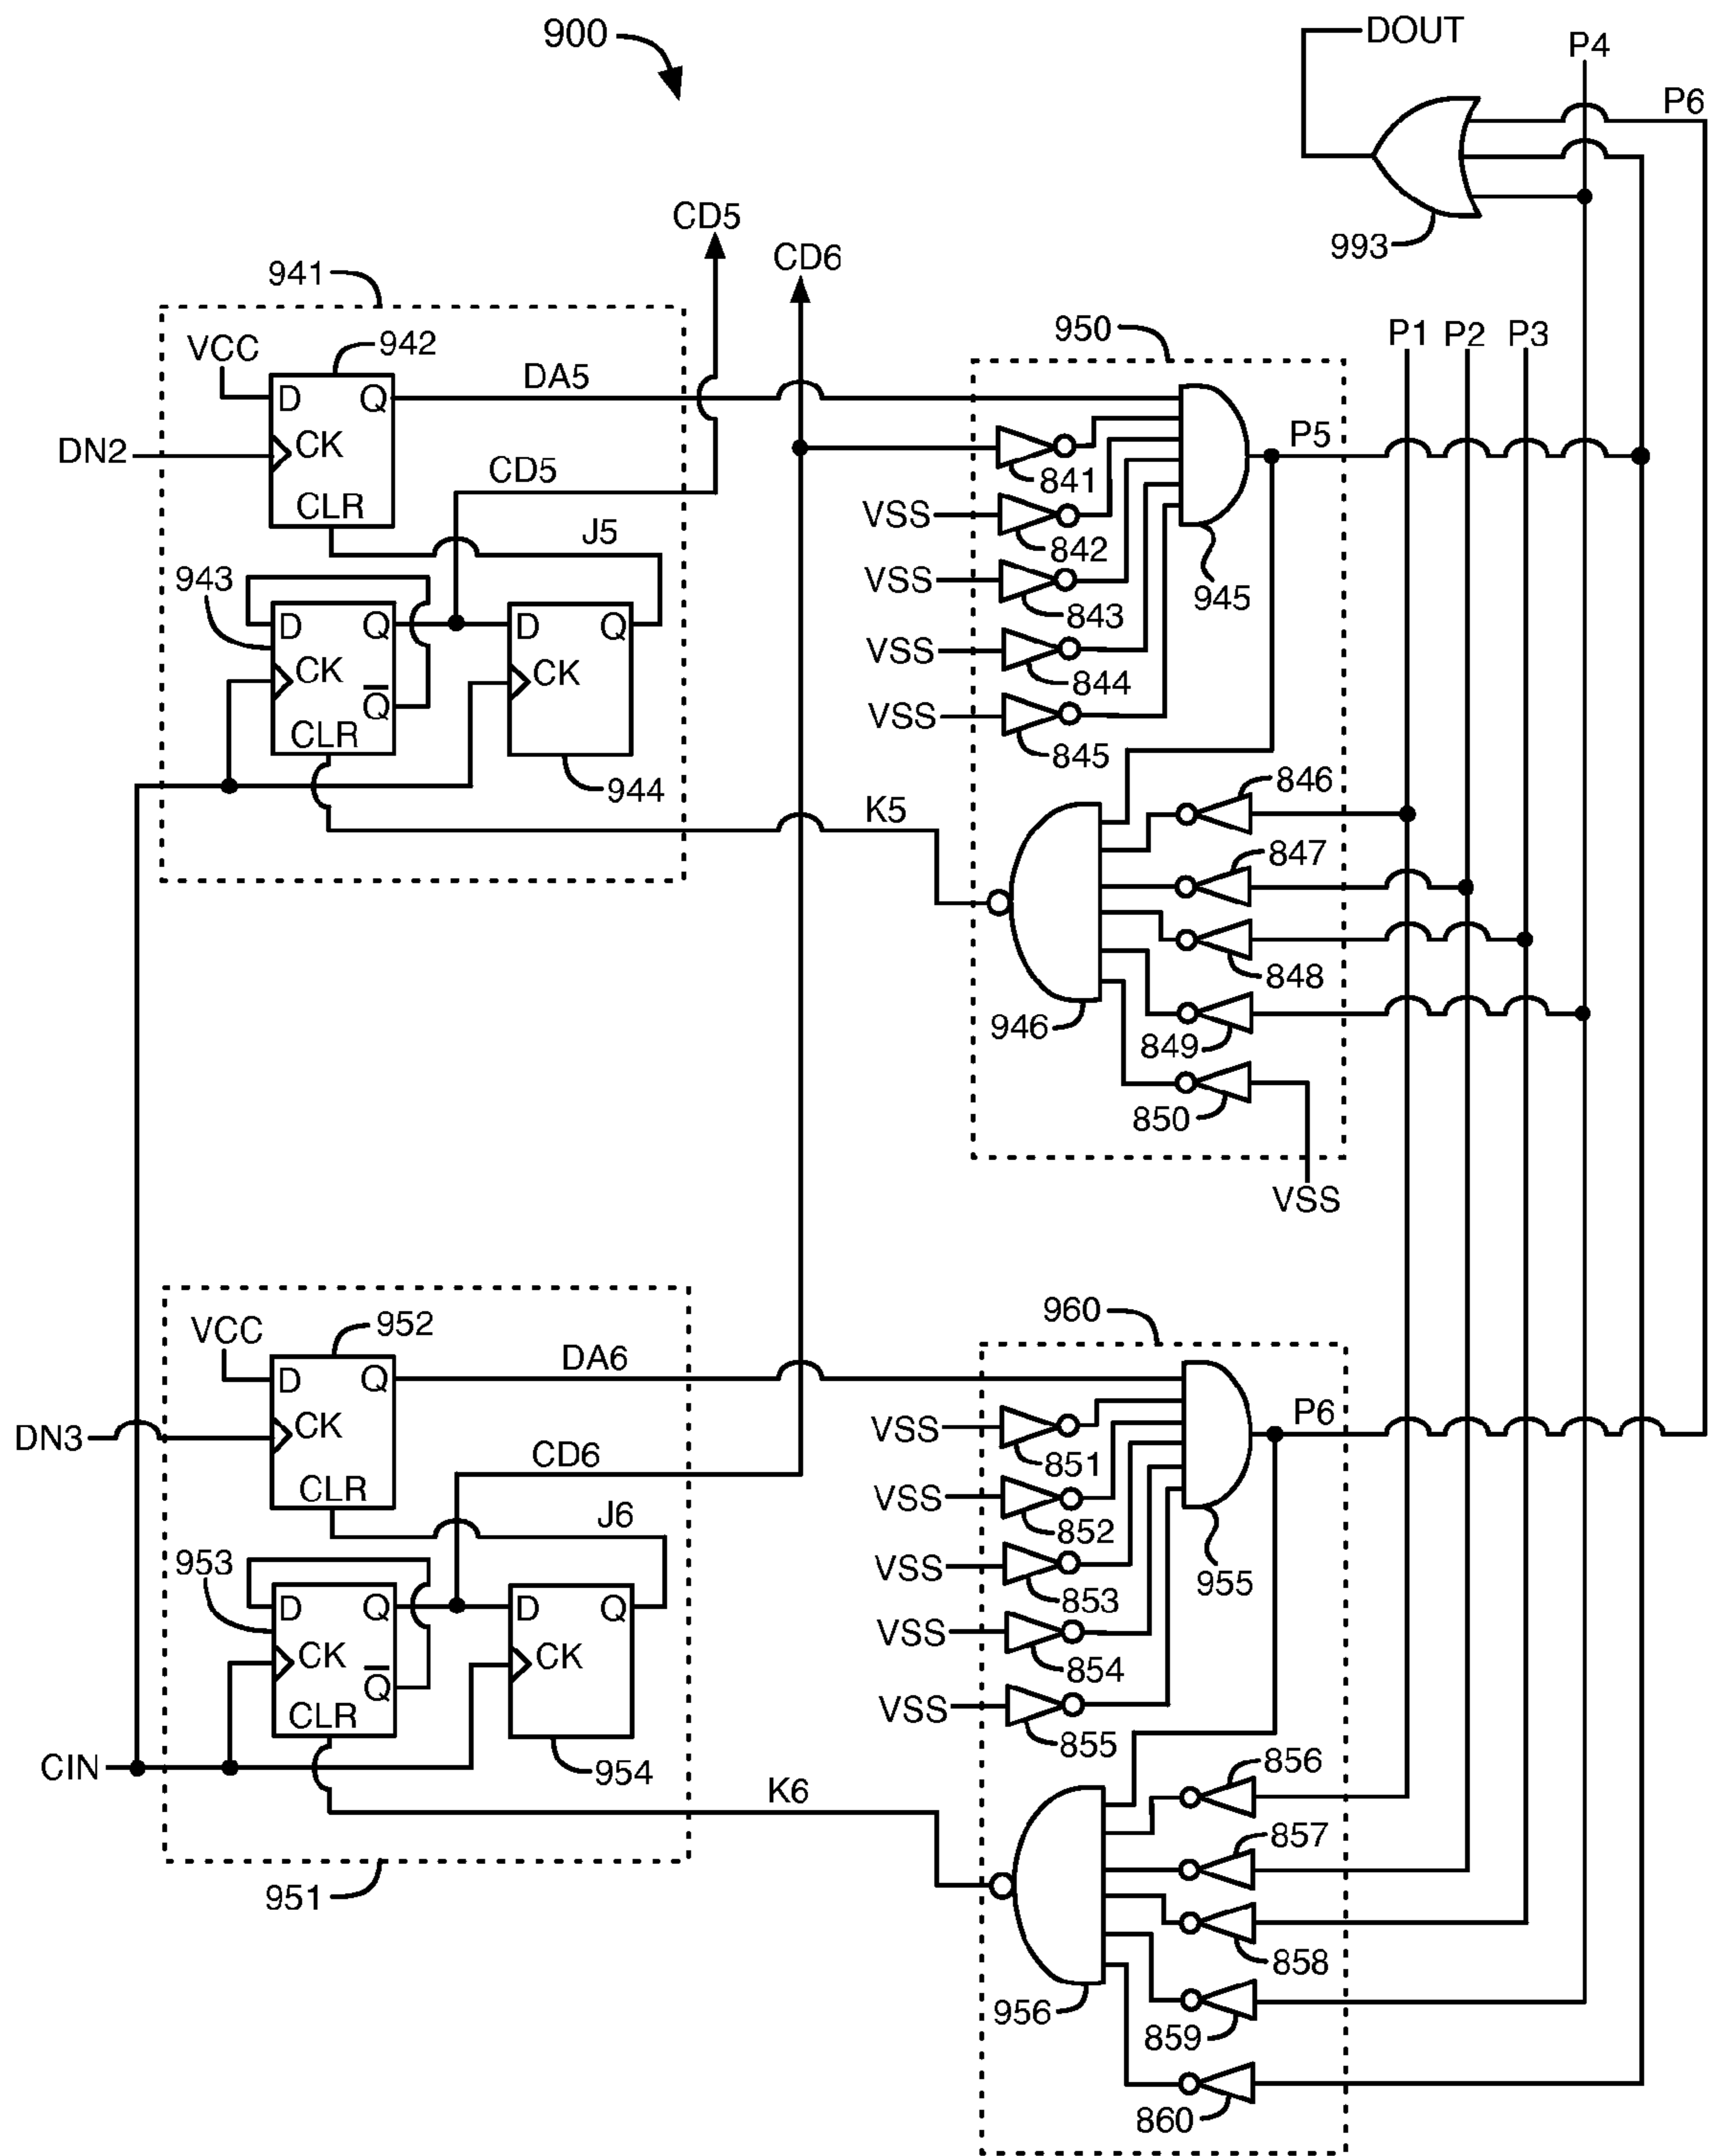 900
DOUT
P4
P6
993
CD5
CD6
941
950
P1 P2 P3
VCC
942
D Q
DA5
CK
DN2
CLR
CD5
J5
841
P5
VSS
842
VSS
843
945
VSS
844
VSS
845
943
D Q
CK
Q
CLR
D Q
CK
944
K5
846
847
848
849
850
946
VSS
960
VCC
952
D Q
DA6
CK
DN3
CLR
CD6
J6
VSS
851
P6
VSS
852
VSS
853
955
VSS
854
VSS
855
953
D Q
CK
Q
CLR
D Q
CK
CIN
954
K6
951
856
857
858
859
860
956